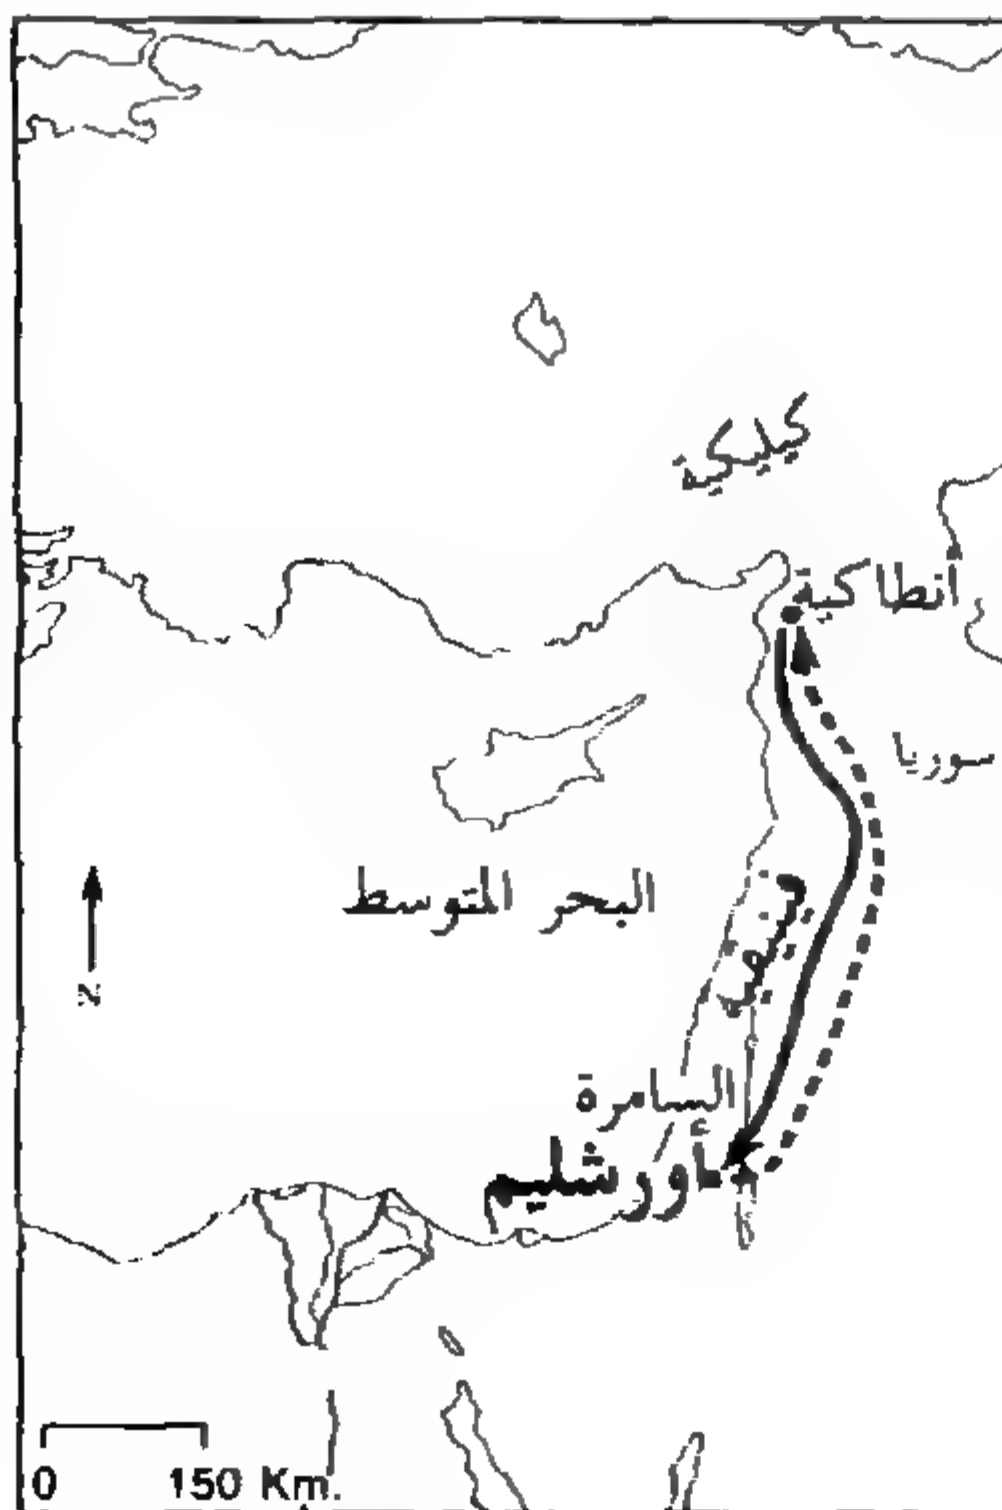 كيليكية
أنطاكية
سوريا
البحر المتوسط
فينيقية
N
السامرة
أورشليم
0 150 Km.